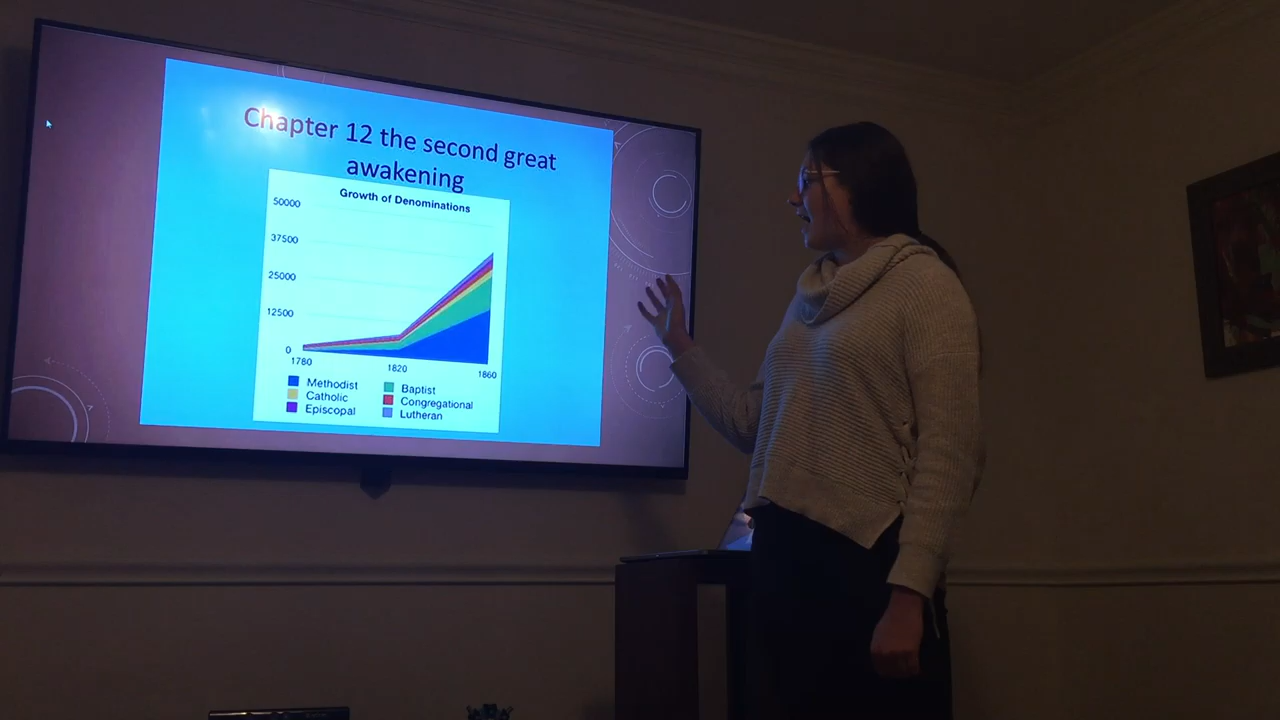 Chapter 12 the second great
awakening
Growth of Denominations
50000
37500
25000
12500
0
1780 1820 1860
Methodist Baptist
Catholic Congregational
Episcopal Lutheran